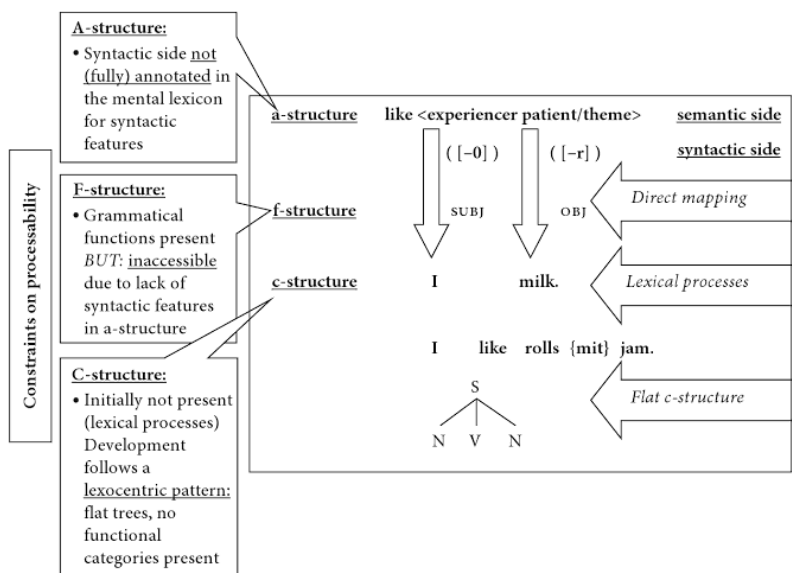 A-structure:
• Syntactic side not
(fully) annotated in
the mental lexicon
for syntactic
features
Constraints on processability
F-structure:
• Grammatical
functions present
BUT: inaccessible
due to lack of
syntactic features
in a-structure
C-structure:
• Initially not present
(lexical processes)
Development
follows a
lexocentric pattern:
flat trees, no
functional
categories present
a-structure like <experiencer patient/theme> semantic side
([–0]) ([–r]) syntactic side
Direct mapping
f-structure SUBJ OBJ
c-structure I milk. Lexical processes
I like rolls {mit} jam.
S
Flat c-structure
N V N